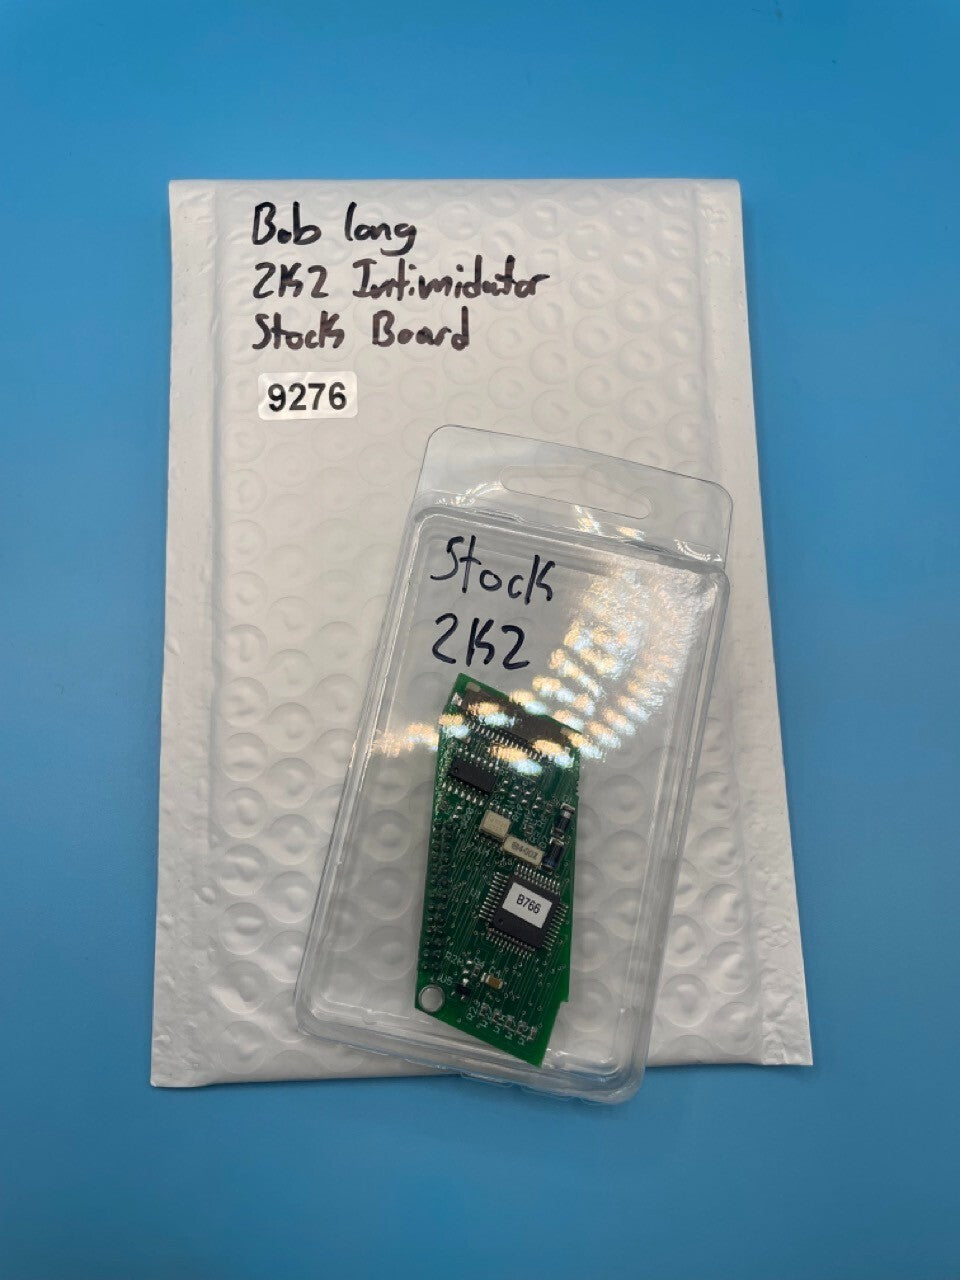 Bob long
2K2 Intimidator
Stock Board
9276
Stock
2K2
B766